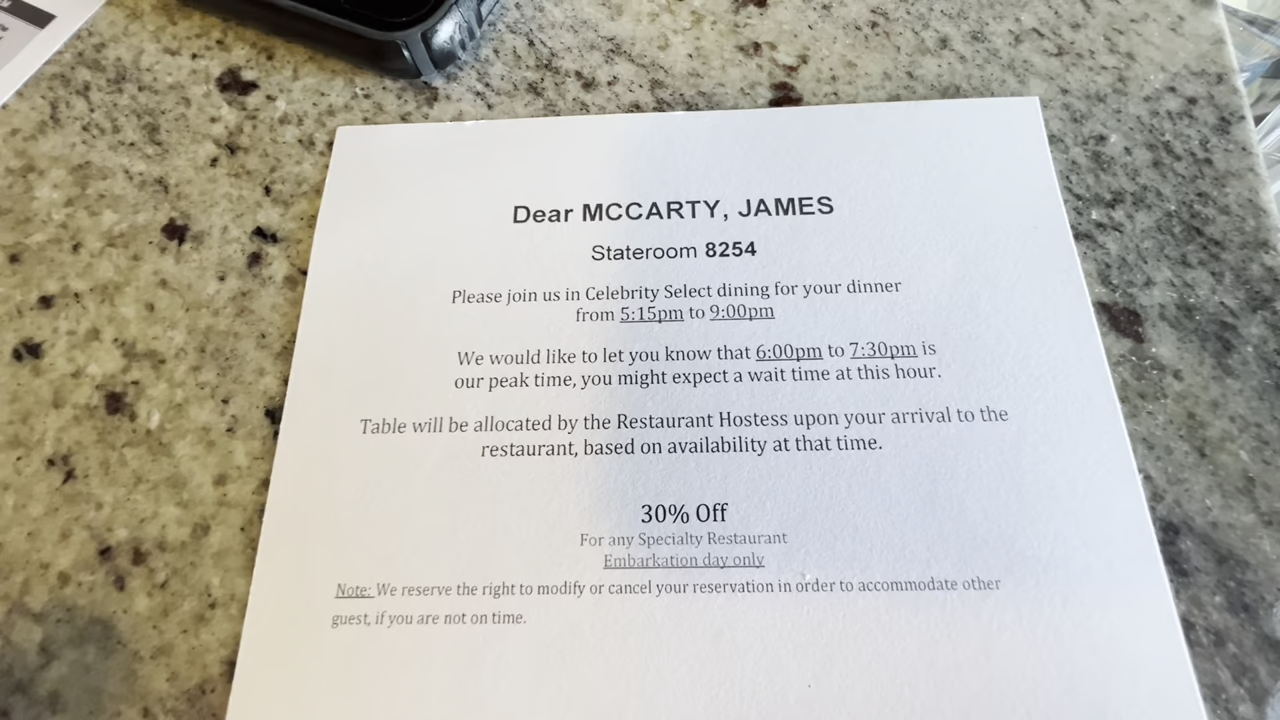 Dear MCCARTY, JAMES
Stateroom 8254
Please join us in Celebrity Select dining for your dinner
from 5:15pm to 9:00pm
We would like to let you know that 6:00pm to 7:30pm is
our peak time, you might expect a wait time at this hour.
Table will be allocated by the Restaurant Hostess upon your arrival to the
restaurant, based on availability at that time.
30% Off
For any Specialty Restaurant
Embarkation day only
Note: We reserve the right to modify or cancel your reservation in order to accommodate other
guest, if you are not on time.